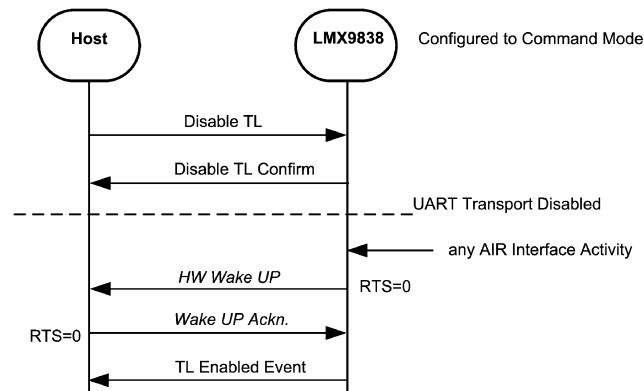 Host
LMX9838
Configured to Command Mode
Disable TL
Disable TL Confirm
UART Transport Disabled
any AIR Interface Activity
HW Wake UP
RTS=0
Wake UP Ackn.
RTS=0
TL Enabled Event